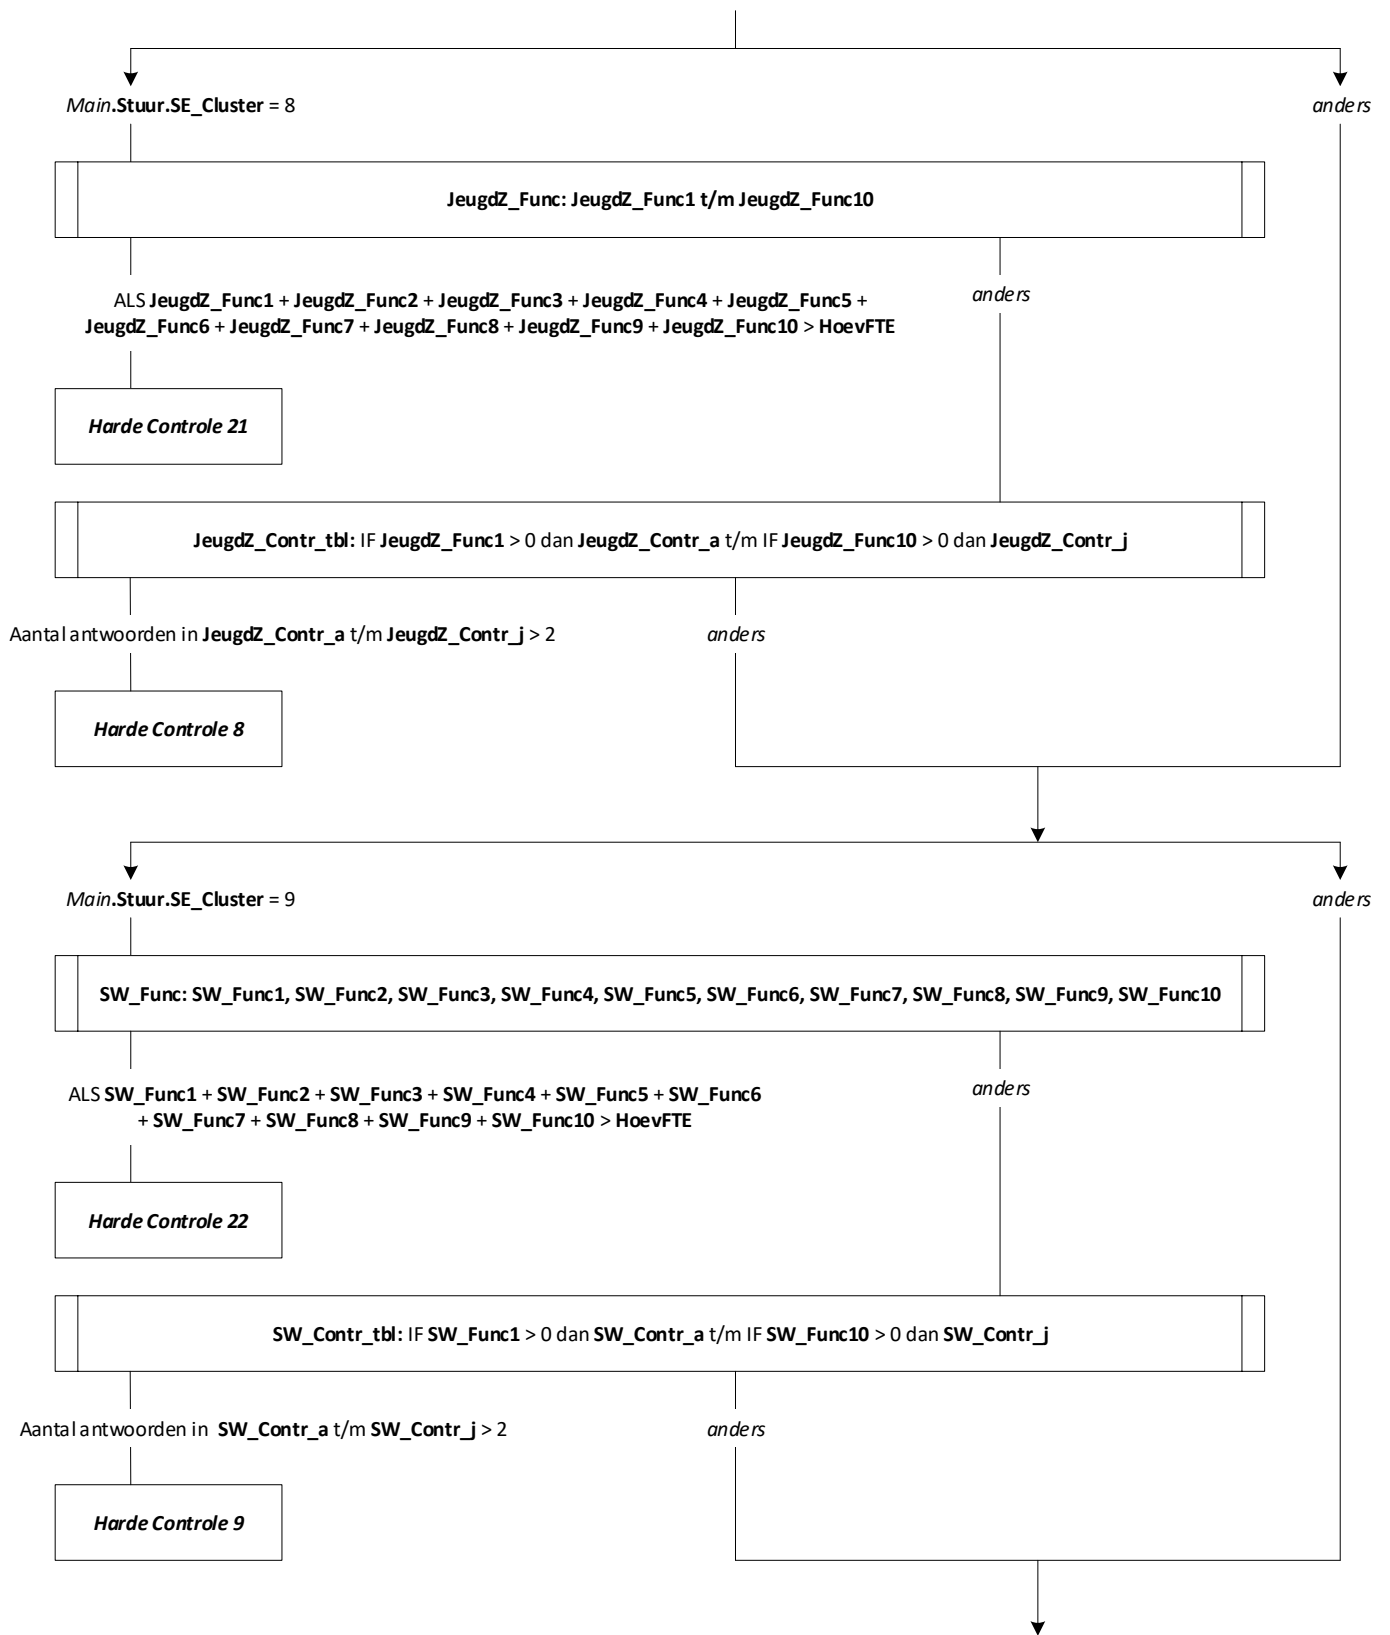 Main.Stuur.SE_Cluster = 8
anders
JeugdZ_Func: JeugdZ_Func1 t/m JeugdZ_Func10
ALS JeugdZ_Func1 + JeugdZ_Func2 + JeugdZ_Func3 + JeugdZ_Func4 + JeugdZ_Func5 +
JeugdZ_Func6 + JeugdZ_Func7 + JeugdZ_Func8 + JeugdZ_Func9 + JeugdZ_Func10 > HoevFTE
anders
Harde Controle 21
JeugdZ_Contr_tbl: IF JeugdZ_Func1 > 0 dan JeugdZ_Contr_a t/m IF JeugdZ_Func10 > 0 dan JeugdZ_Contr_j
Aantal antwoorden in JeugdZ_Contr_a t/m JeugdZ_Contr_j > 2
anders
Harde Controle 8
Main.Stuur.SE_Cluster = 9
anders
SW_Func: SW_Func1, SW_Func2, SW_Func3, SW_Func4, SW_Func5, SW_Func6, SW_Func7, SW_Func8, SW_Func9, SW_Func10
ALS SW_Func1 + SW_Func2 + SW_Func3 + SW_Func4 + SW_Func5 + SW_Func6
+ SW_Func7 + SW_Func8 + SW_Func9 + SW_Func10 > HoevFTE
anders
Harde Controle 22
SW_Contr_tbl: IF SW_Func1 > 0 dan SW_Contr_a t/m IF SW_Func10 > 0 dan SW_Contr_j
Aantal antwoorden in SW_Contr_a t/m SW_Contr_j > 2
anders
Harde Controle 9